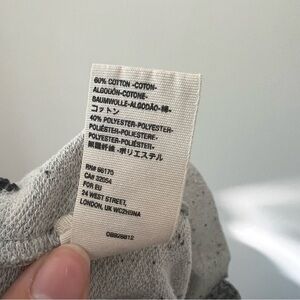 60% COTTON -COTON-
ALGODÓN-COTONE-
BAUMWOLLE-ALGODÃO-棉-
コットン
40% POLYESTER-POLYESTER-
POLIÉSTER-POLIESTERE-
POLYESTER-POLIÉSTER-
聚酯纤维 -ポリエステル
RN# 66170
CA# 32054
FOR EU
24 WEST STREET,
LONDON, UK WC2H9NA